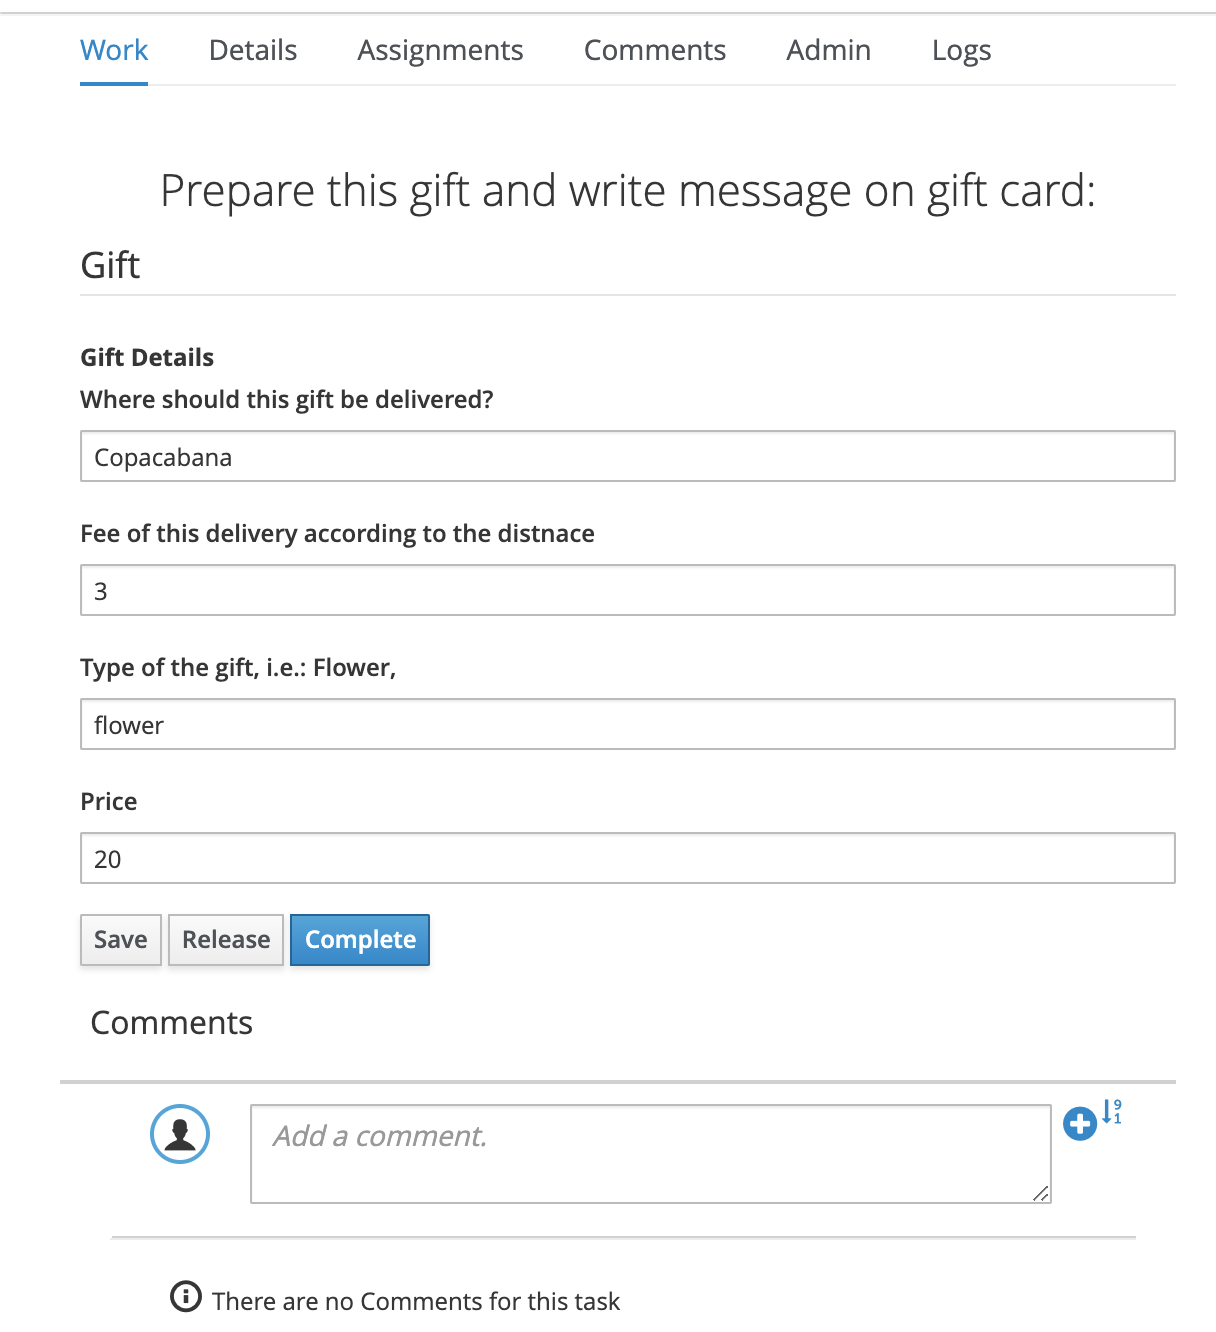 Work Details Assignments Comments Admin Logs
Prepare this gift and write message on gift card:
Gift
Gift Details
Where should this gift be delivered?
Copacabana
Fee of this delivery according to the distnace
3
Type of the gift, i.e.: Flower,
flower
Price
20
Save Release Complete
Comments
Add a comment.
9
1
There are no Comments for this task